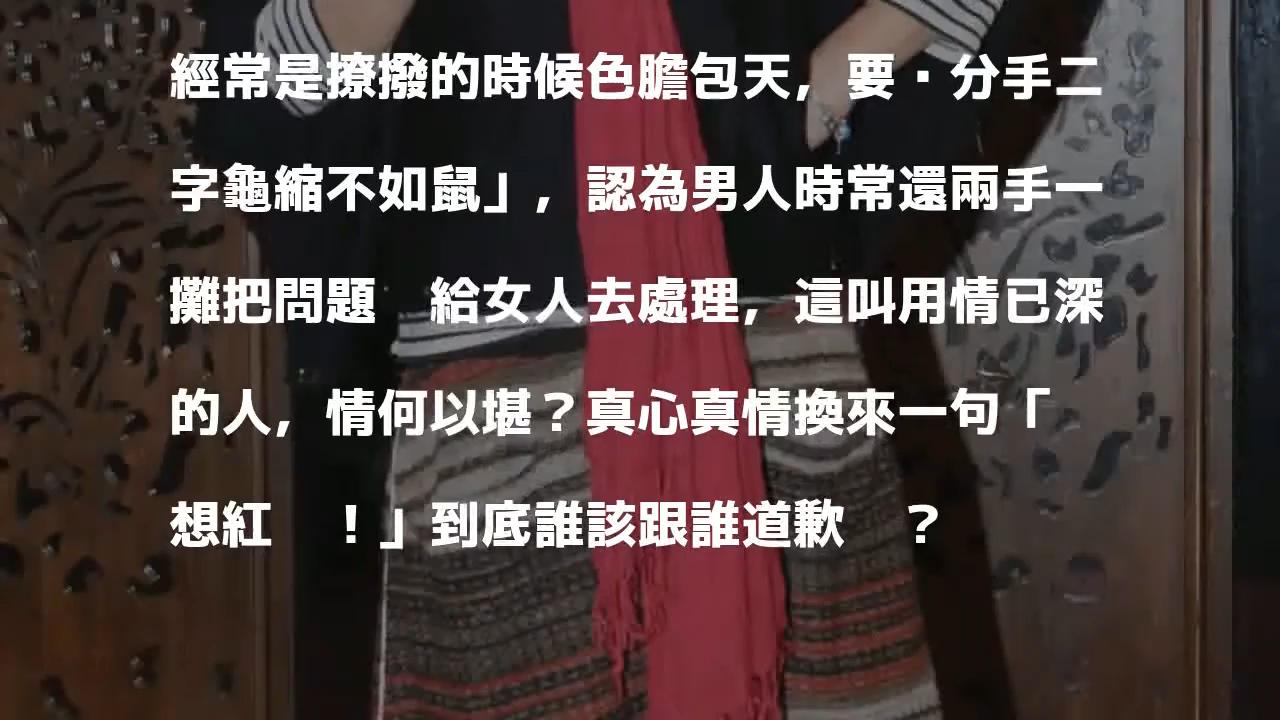 經常是撩撥的時候色膽包天，要·分手二
字龜縮不如鼠」，認為男人時常還兩手一
攤把問題　給女人去處理，這叫用情已深
的人，情何以堪？真心真情換來一句「
想紅　！」到底誰該跟誰道歉　？